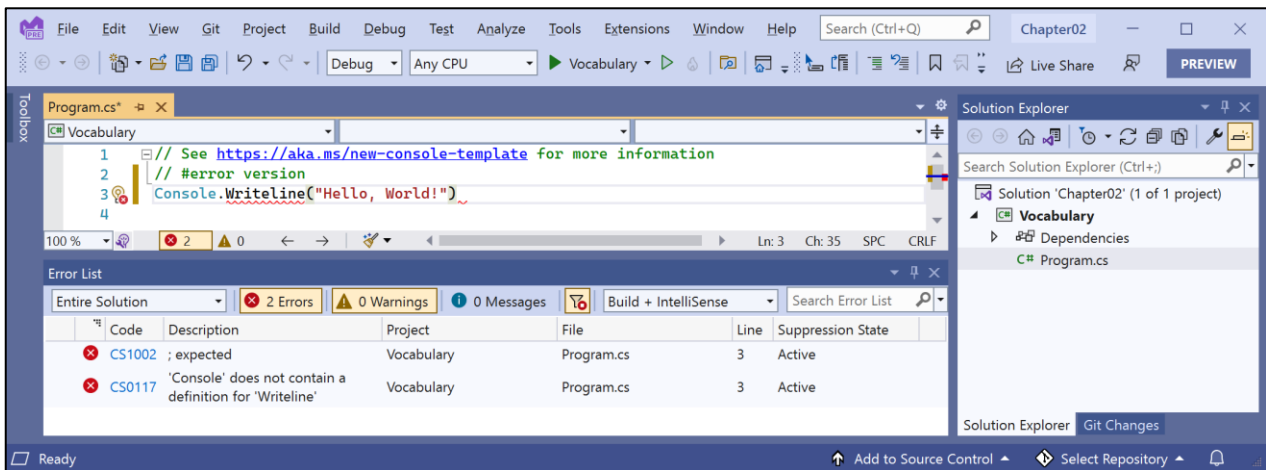 PRE File Edit View Git Project Build Debug Test Analyze Tools Extensions Window Help Search (Ctrl+Q) Chapter02
Debug Any CPU Vocabulary Live Share PREVIEW
Toolbox
Program.cs*
C# Vocabulary
1 // See https://aka.ms/new-console-template for more information
2 // #error version
3 Console.Writeline("Hello, World!")
4
100 % 2 0 Ln: 3 Ch: 35 SPC CRLF
Error List
Entire Solution 2 Errors 0 Warnings 0 Messages Build + IntelliSense Search Error List
Code Description Project File Line Suppression State
CS1002 ; expected Vocabulary Program.cs 3 Active
CS0117 'Console' does not contain a definition for 'Writeline' Vocabulary Program.cs 3 Active
Solution Explorer
Search Solution Explorer (Ctrl+;)
Solution 'Chapter02' (1 of 1 project)
C# Vocabulary
Dependencies
C# Program.cs
Solution Explorer Git Changes
Ready Add to Source Control Select Repository